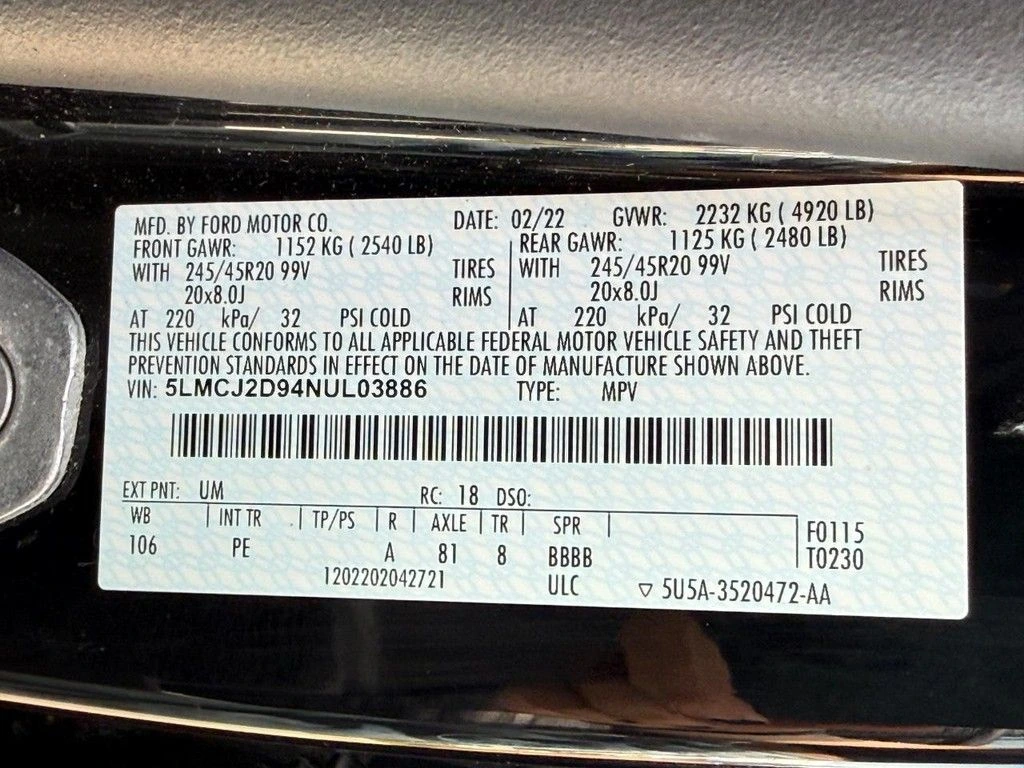 MFD. BY FORD MOTOR CO. DATE: 02/22 GVWR: 2232 KG ( 4920 LB)
FRONT GAWR: 1152 KG ( 2540 LB) REAR GAWR: 1125 KG ( 2480 LB)
WITH 245/45R20 99V TIRES WITH 245/45R20 99V TIRES
20x8.0J RIMS 20x8.0J RIMS
AT 220 kPa/ 32 PSI COLD AT 220 kPa/ 32 PSI COLD
THIS VEHICLE CONFORMS TO ALL APPLICABLE FEDERAL MOTOR VEHICLE SAFETY AND THEFT
PREVENTION STANDARDS IN EFFECT ON THE DATE OF MANUFACTURE SHOWN ABOVE.
VIN: 5LMCJ2D94NUL03886 TYPE: MPV
EXT PNT: UM RC: 18 DSO:
WB INT TR TP/PS R AXLE TR SPR F0115
106 PE A 81 8 BBBB T0230
1202202042721 ULC ▽ 5U5A-3520472-AA